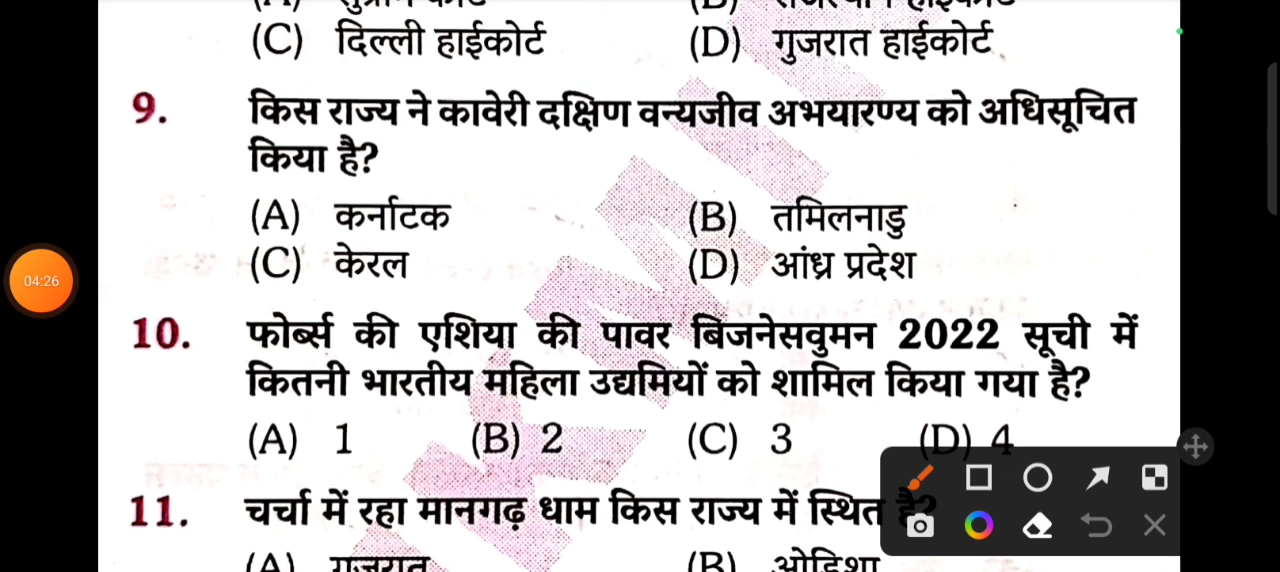 (C) दिल्ली हाईकोर्ट (D) गुजरात हाईकोर्ट
9. किस राज्य ने कावेरी दक्षिण वन्यजीव अभयारण्य को अधिसूचित
किया है?
(A) कर्नाटक (B) तमिलनाडु
(C) केरल (D) आंध्र प्रदेश
04:26
10. फोर्ब्स की एशिया की पावर बिजनेसवुमन 2022 सूची में
कितनी भारतीय महिला उद्यमियों को शामिल किया गया है?
(A) 1 (B) 2 (C) 3 (D) 4
11. चर्चा में रहा मानगढ़ धाम किस राज्य में स्थित है?
(A) गुजरात (B) ओडिशा